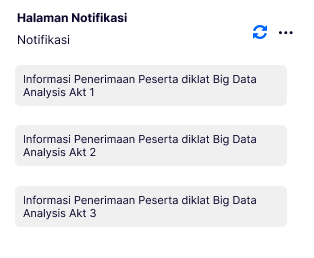 Halaman Notifikasi
Notifikasi
Informasi Penerimaan Peserta diklat Big Data
Analysis Akt 1
Informasi Penerimaan Peserta diklat Big Data
Analysis Akt 2
Informasi Penerimaan Peserta diklat Big Data
Analysis Akt 3